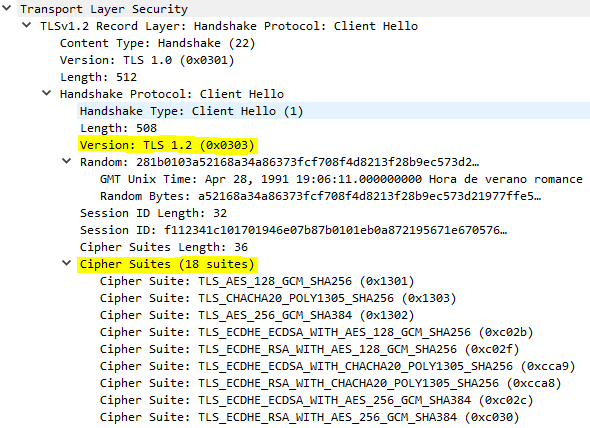 Transport Layer Security
TLSv1.2 Record Layer: Handshake Protocol: Client Hello
Content Type: Handshake (22)
Version: TLS 1.0 (0x0301)
Length: 512
Handshake Protocol: Client Hello
Handshake Type: Client Hello (1)
Length: 508
Version: TLS 1.2 (0x0303)
Random: 281b0103a52168a34a86373fcf708f4d8213f28b9ec573d2…
GMT Unix Time: Apr 28, 1991 19:06:11.000000000 Hora de verano romance
Random Bytes: a52168a34a86373fcf708f4d8213f28b9ec573d21977ffe5…
Session ID Length: 32
Session ID: f112341c101701946e07b87b0101eb0a872195671e670576…
Cipher Suites Length: 36
Cipher Suites (18 suites)
Cipher Suite: TLS_AES_128_GCM_SHA256 (0x1301)
Cipher Suite: TLS_CHACHA20_POLY1305_SHA256 (0x1303)
Cipher Suite: TLS_AES_256_GCM_SHA384 (0x1302)
Cipher Suite: TLS_ECDHE_ECDSA_WITH_AES_128_GCM_SHA256 (0xc02b)
Cipher Suite: TLS_ECDHE_RSA_WITH_AES_128_GCM_SHA256 (0xc02f)
Cipher Suite: TLS_ECDHE_ECDSA_WITH_CHACHA20_POLY1305_SHA256 (0xcca9)
Cipher Suite: TLS_ECDHE_RSA_WITH_CHACHA20_POLY1305_SHA256 (0xcca8)
Cipher Suite: TLS_ECDHE_ECDSA_WITH_AES_256_GCM_SHA384 (0xc02c)
Cipher Suite: TLS_ECDHE_RSA_WITH_AES_256_GCM_SHA384 (0xc030)